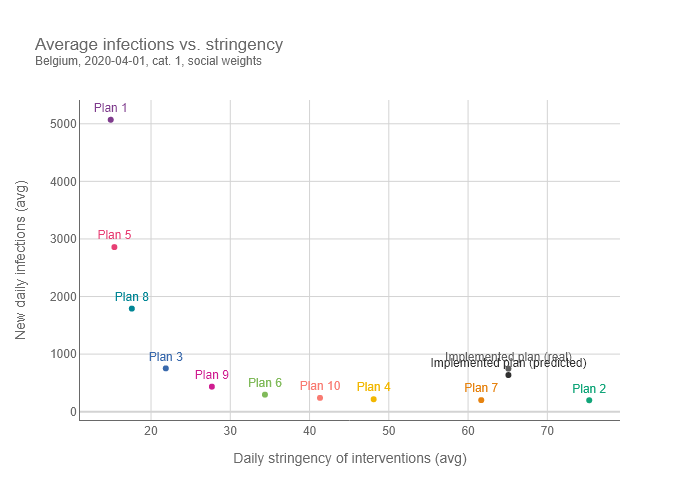 Average infections vs. stringency
Belgium, 2020-04-01, cat. 1, social weights
New daily infections (avg)
5000
4000
3000
2000
1000
0
Plan 1
Plan 5
Plan 8
Plan 3
Plan 9
Plan 6
Plan 10
Plan 4
Implemented plan (real)
Implemented plan (predicted)
Plan 7
Plan 2
20
30
40
50
60
70
Daily stringency of interventions (avg)